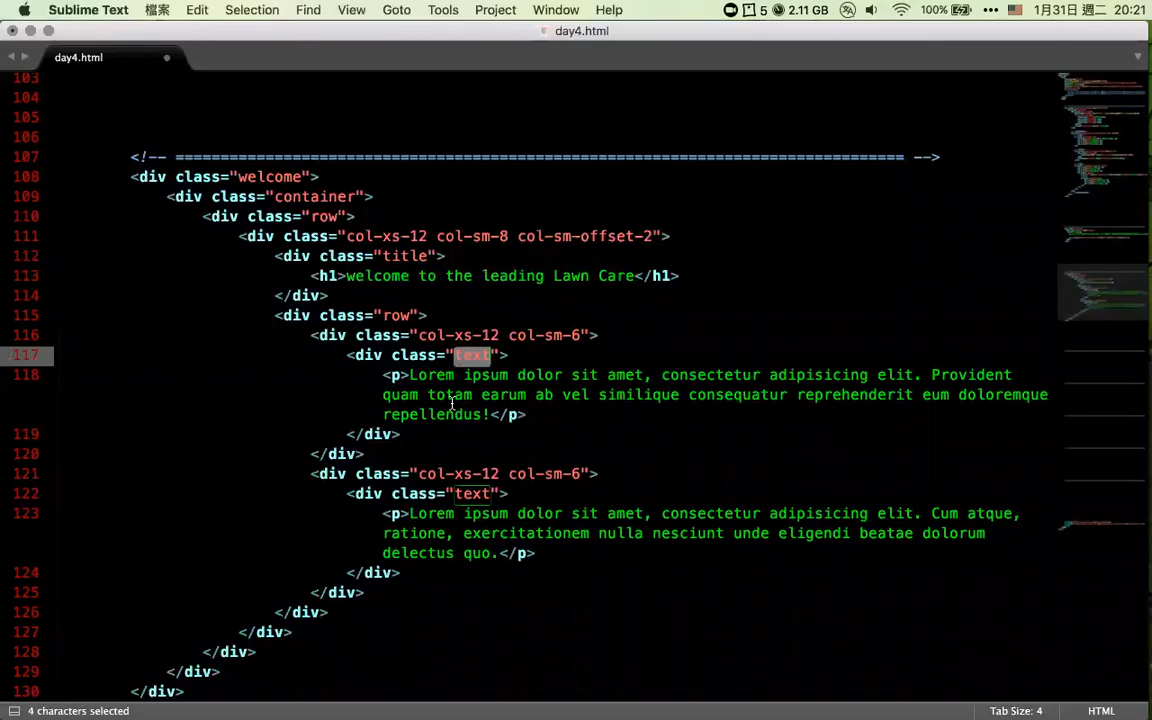 Sublime Text 檔案 Edit Selection Find View Goto Tools Project Window Help 5 2.11 GB 100% 1月31日 週二 20:21
day4.html
day4.html
103
104
105
106
107 <!-- ================================================================================= -->
108 <div class="welcome">
109 <div class="container">
110 <div class="row">
111 <div class="col-xs-12 col-sm-8 col-sm-offset-2">
112 <div class="title">
113 <h1>welcome to the leading Lawn Care</h1>
114 </div>
115 <div class="row">
116 <div class="col-xs-12 col-sm-6">
117 <div class="text">
118 <p>Lorem ipsum dolor sit amet, consectetur adipisicing elit. Provident
quam totam earum ab vel similique consequatur reprehenderit eum doloremque
repellendus!</p>
119 </div>
120 </div>
121 <div class="col-xs-12 col-sm-6">
122 <div class="text">
123 <p>Lorem ipsum dolor sit amet, consectetur adipisicing elit. Cum atque,
ratione, exercitationem nulla nesciunt unde eligendi beatae dolorum
delectus quo.</p>
124 </div>
125 </div>
126 </div>
127 </div>
128 </div>
129 </div>
130 </div>
4 characters selected Tab Size: 4 HTML